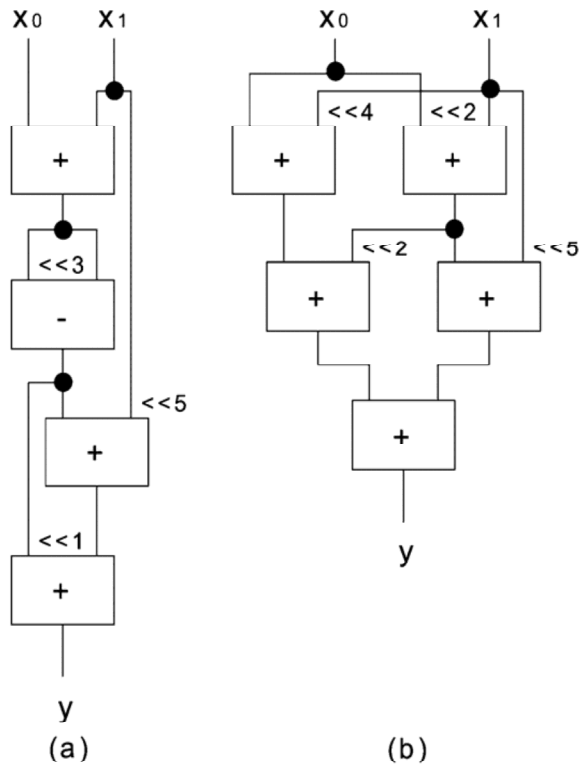 x0 x1 x0 x1
<<4 <<2
+ + +
<<3 <<2 <<5
- + +
<<5
+ +
<<1
+
y
y
(a) (b)